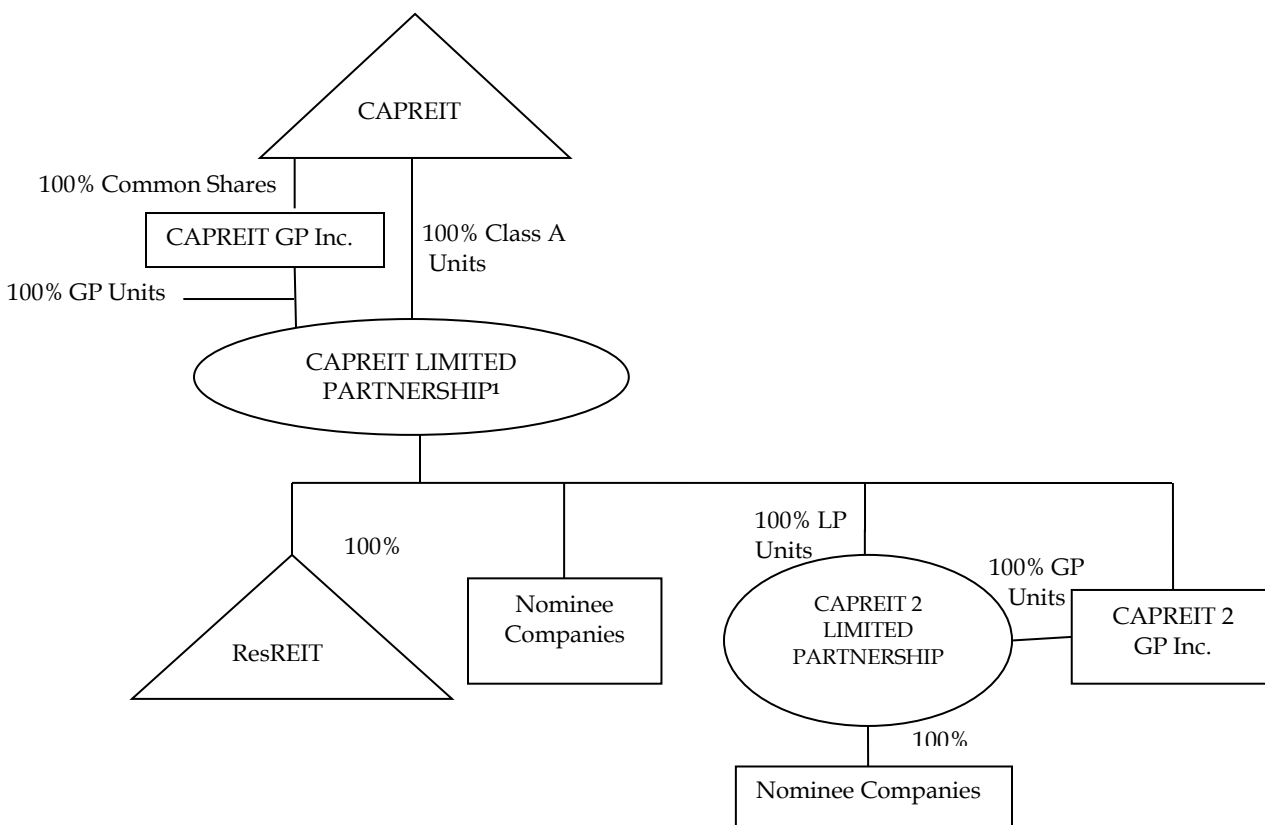 CAPREIT
100% Common Shares
CAPREIT GP Inc.
100% Class A
Units
100% GP Units
CAPREIT LIMITED
PARTNERSHIP¹
100%
100% LP
Units
100% GP
Units
Nominee
Companies
CAPREIT 2
LIMITED
PARTNERSHIP
CAPREIT 2
GP Inc.
ResREIT
100%
Nominee Companies